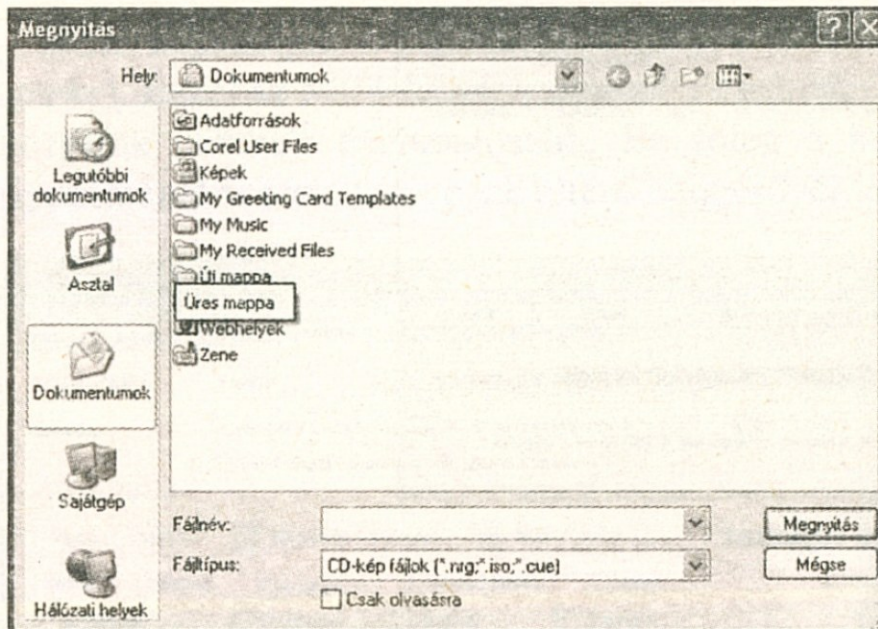 Megnyitás
Hely: Dokumentumok
Legutóbbi
dokumentumok
Asztal
Dokumentumok
Sajátgép
Hálózati helyek
Adatforrások
Corel User Files
Képek
My Greeting Card Templates
My Music
My Received Files
Új mappa
Üres mappa
Webhelyek
Zene
Fájlnév:
Megnyitás
Fájltípus: CD-kép fájlok (*.nrg;*.iso;*.cue)
Mégse
Csak olvasásra